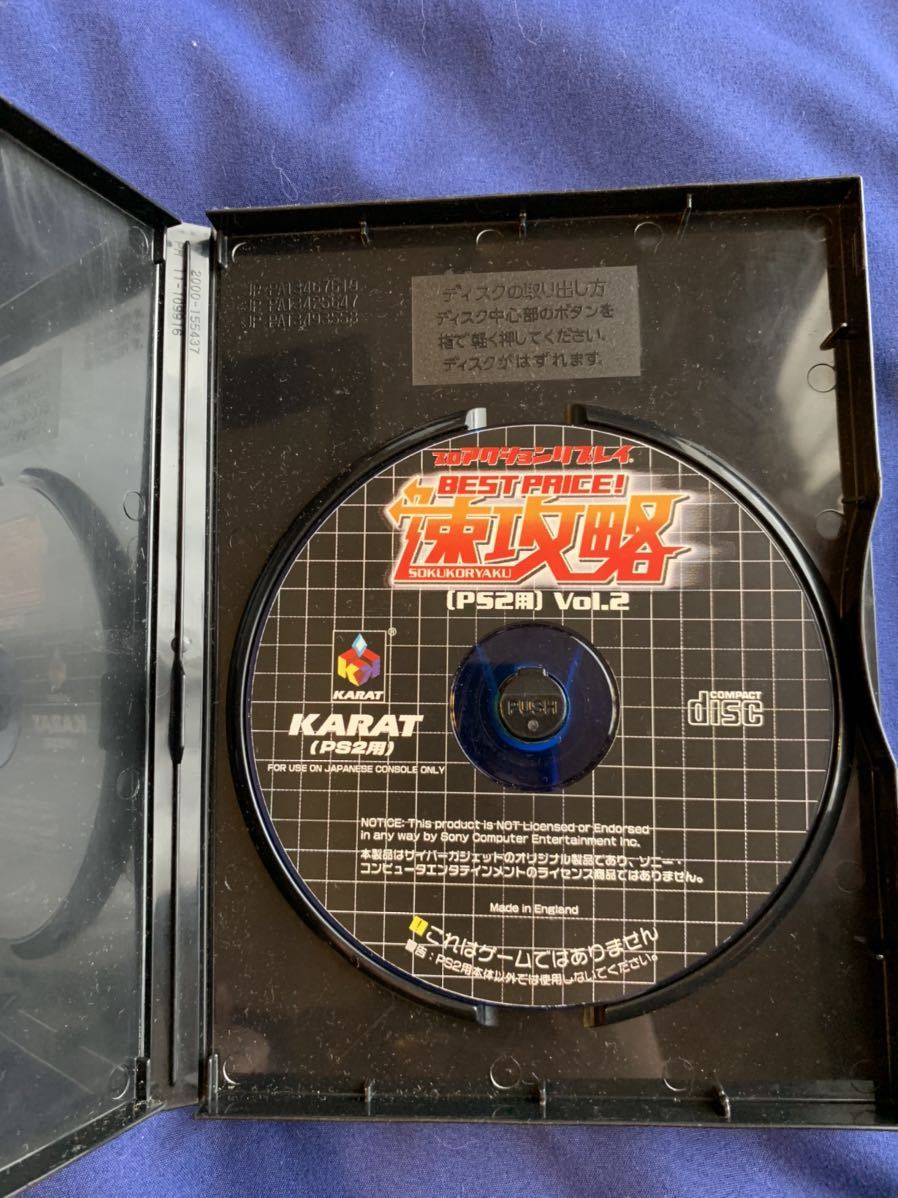 2000-155437
PM 11-109916
ディスクの取り出し方
ディスク中心部のボタンを
指で軽く押してください.
ディスクがはずれます.
プロアクションリプレイ
BEST PRICE!
速攻略
SOKUKORYAKU
(PS2用) Vol.2
®
KARAT
KARAT
(PS2用)
FOR USE ON JAPANESE CONSOLE ONLY
PUSH
COMPACT
disc
NOTICE: This product is NOT Licensed or Endorsed
in any way by Sony Computer Entertainment Inc.
本製品はサイバーガジェットのオリジナル製品であり、ソニー・
コンピュータエンタテインメントのライセンス商品ではありません。
Made in England
!これはゲームではありません
警告:PS2用本体以外では使用しないでください。
KARAT